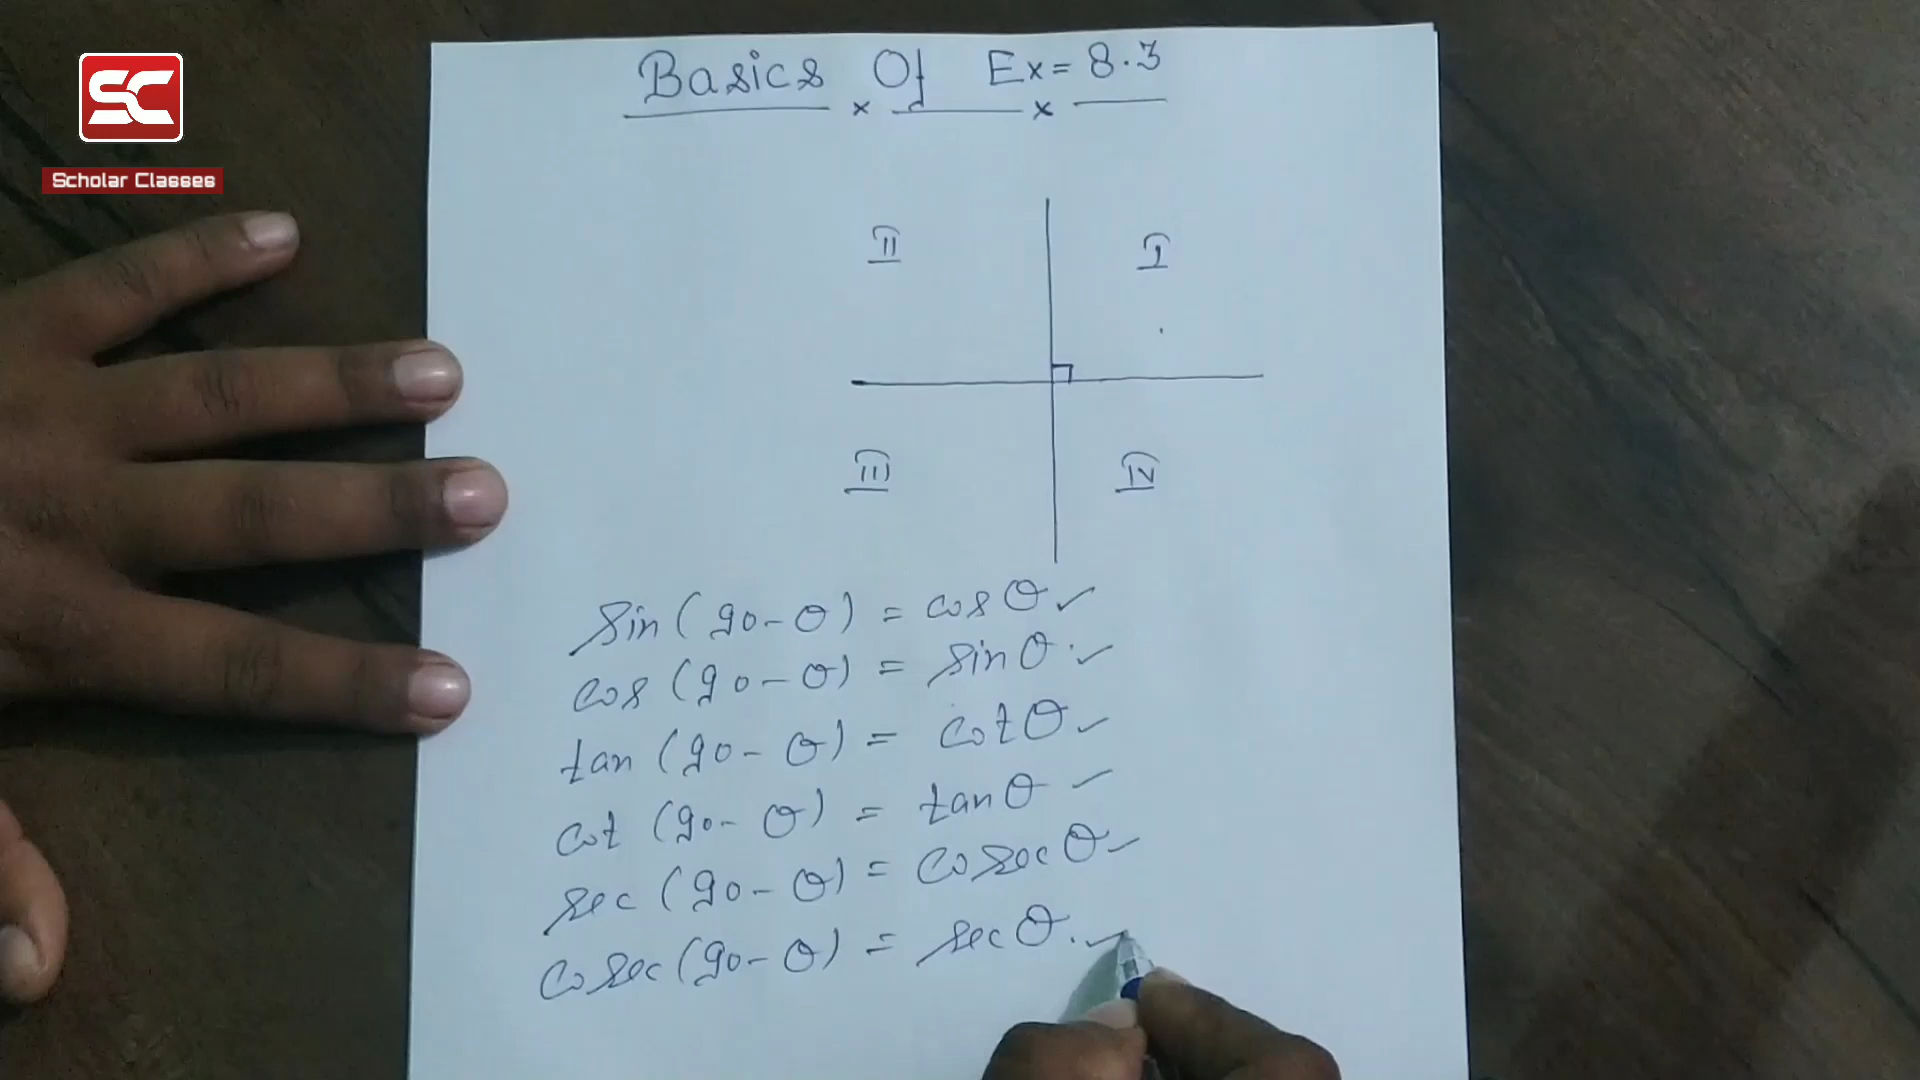 SC
Scholar Classes
Basics Of Ex = 8.3
II
I
III
IV
sin (90 - θ) = cos θ ✓
cos (90 - θ) = sin θ. ✓
tan (90 - θ) = cot θ ✓
cot (90 - θ) = tan θ ✓
sec (90 - θ) = cosec θ ✓
cosec (90 - θ) = sec θ. ✓